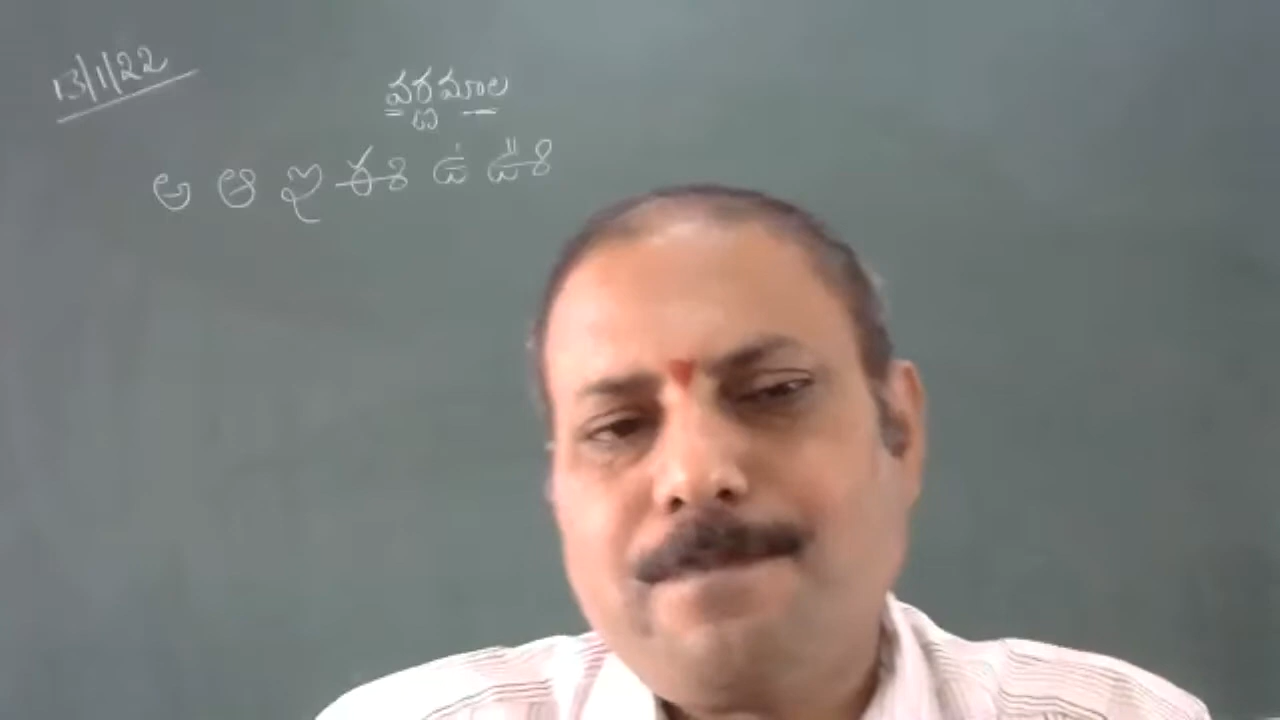 13/1/22
వర్ణమాల
అ ఆ ఇ ఈ ఉ ఊ